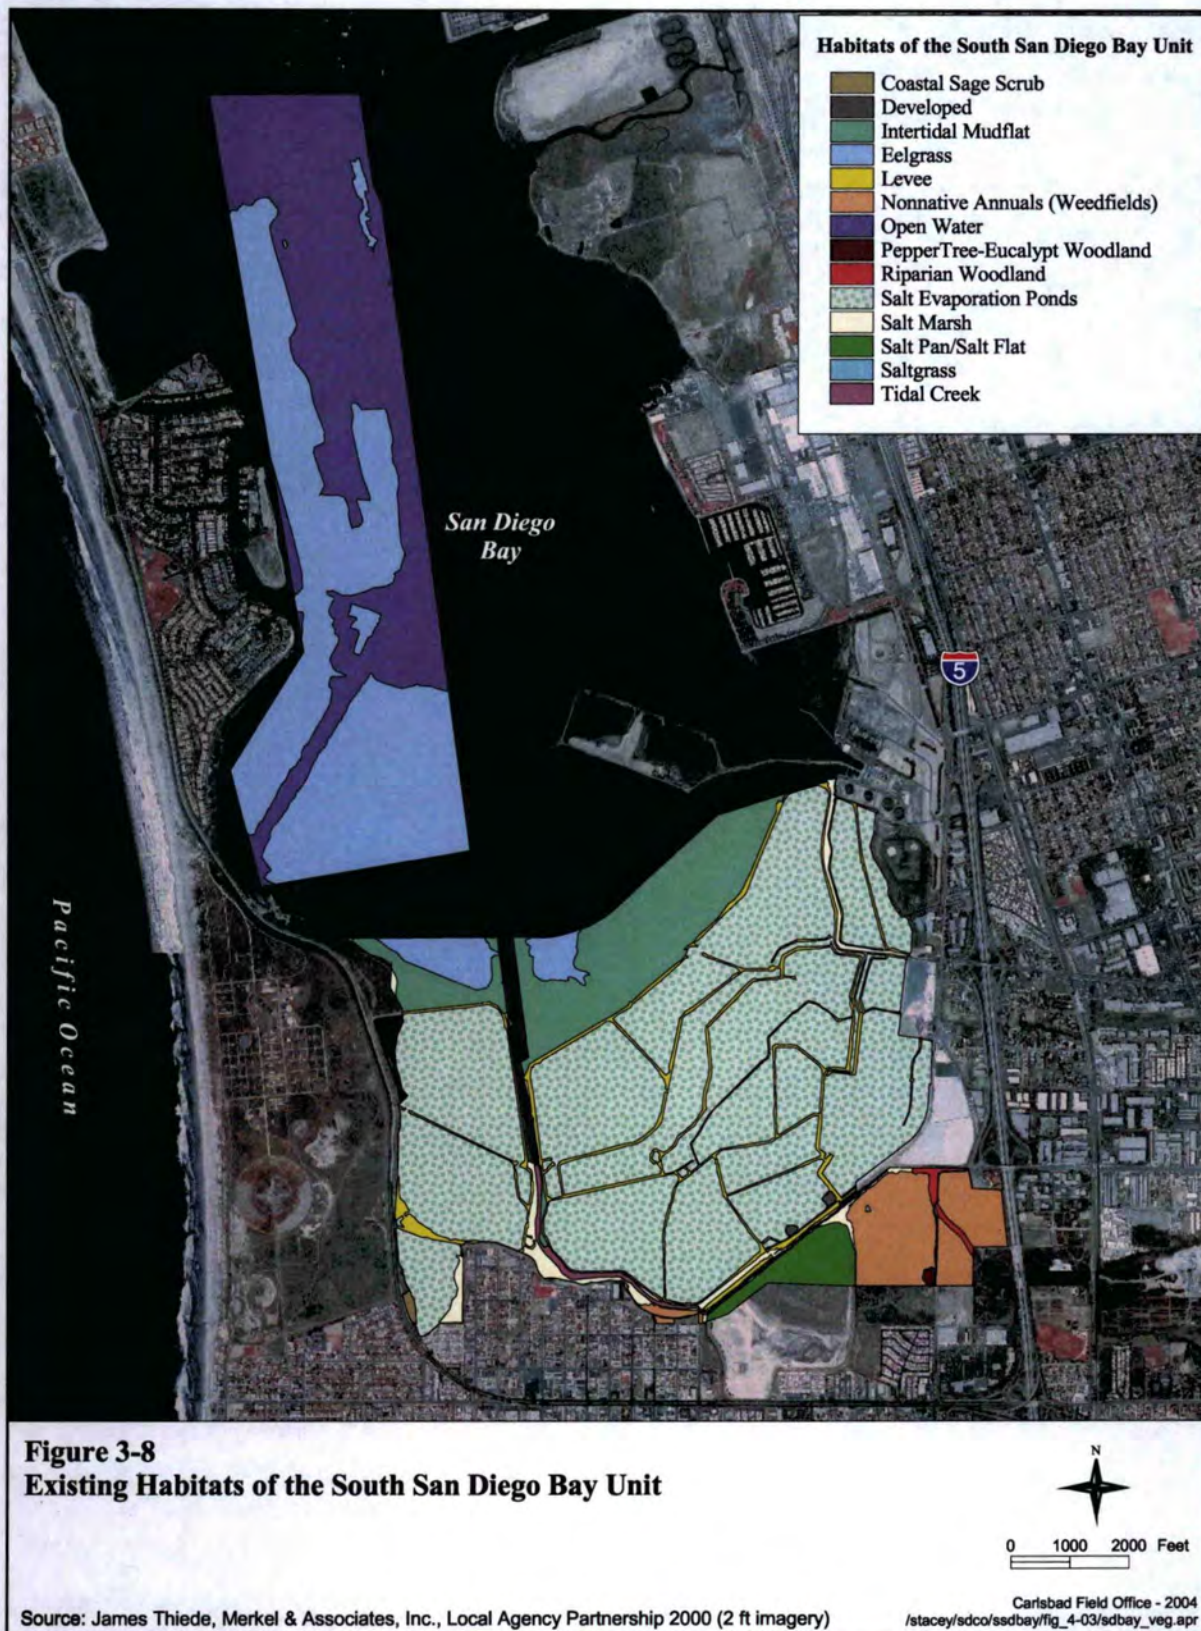 Habitats of the South San Diego Bay Unit
Coastal Sage Scrub
Developed
Intertidal Mudflat
Eelgrass
Levee
Nonnative Annuals (Weedfields)
Open Water
PepperTree-Eucalypt Woodland
Riparian Woodland
Salt Evaporation Ponds
Salt Marsh
Salt Pan/Salt Flat
Saltgrass
Tidal Creek
San Diego
Bay
5
Pacific Ocean
Figure 3-8
Existing Habitats of the South San Diego Bay Unit
N
0 1000 2000 Feet
Source: James Thiede, Merkel & Associates, Inc., Local Agency Partnership 2000 (2 ft imagery)
Carlsbad Field Office - 2004
/stacey/sdco/ssdbay/fig_4-03/sdbay_veg.apr